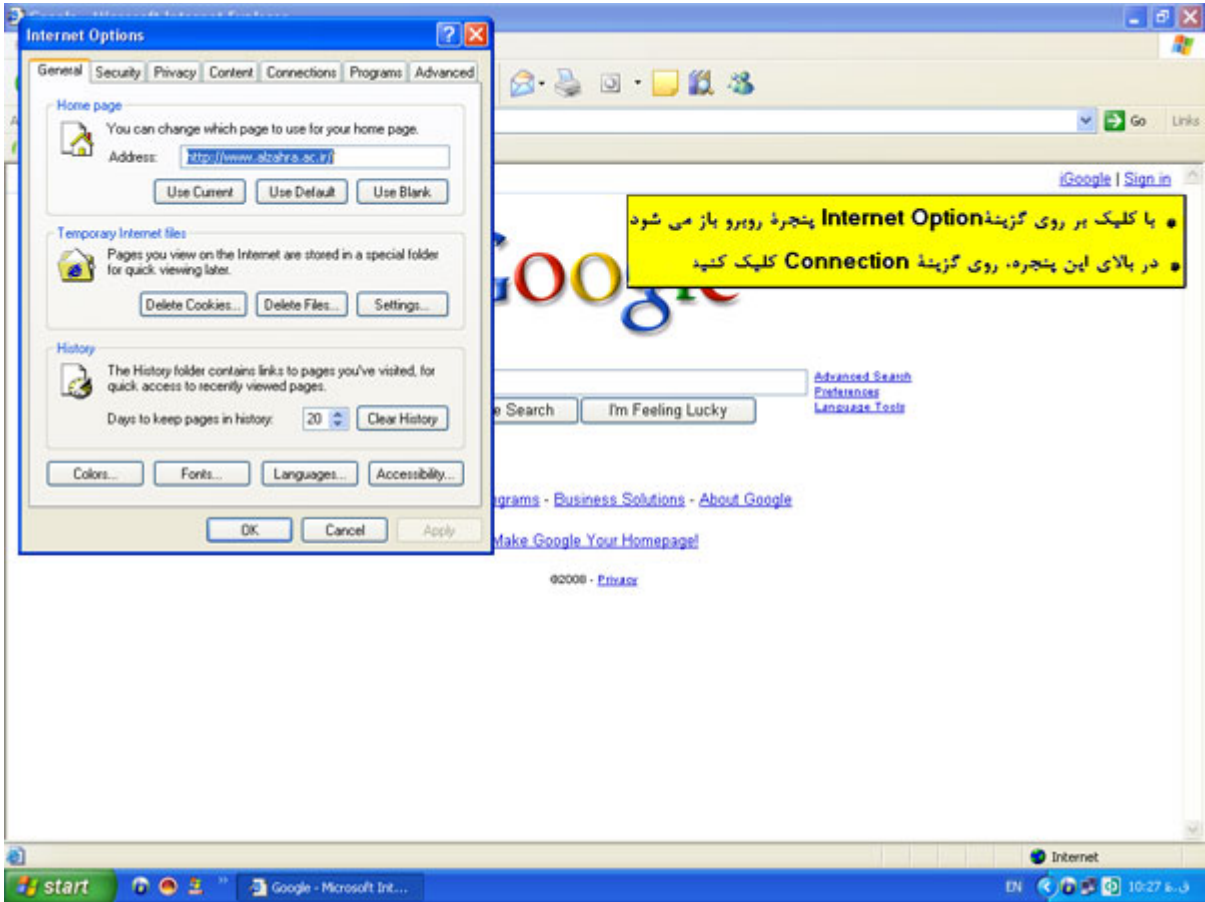 Google - Microsoft Internet Explorer
Internet Options
General Security Privacy Content Connections Programs Advanced
Home page
You can change which page to use for your home page.
Address: http://www.alzahra.ac.ir/
Use Current Use Default Use Blank
Temporary Internet files
Pages you view on the Internet are stored in a special folder
for quick viewing later.
Delete Cookies... Delete Files... Settings...
History
The History folder contains links to pages you've visited, for
quick access to recently viewed pages.
Days to keep pages in history: 20 Clear History
Colors... Fonts... Languages... Accessibility...
OK Cancel Apply
Go Links
iGoogle | Sign in
• با کلیک بر روی گزینهٔInternet Option پنجرهٔ روبرو باز می شود
• در بالای این پنجره، روی گزینهٔ Connection کلیک کنید
Advanced Search
Preferences
Language Tools
e Search I'm Feeling Lucky
grams - Business Solutions - About Google
Make Google Your Homepage!
©2008 - Privacy
Internet
start Google - Microsoft Int... EN 10:27 ق.ظ